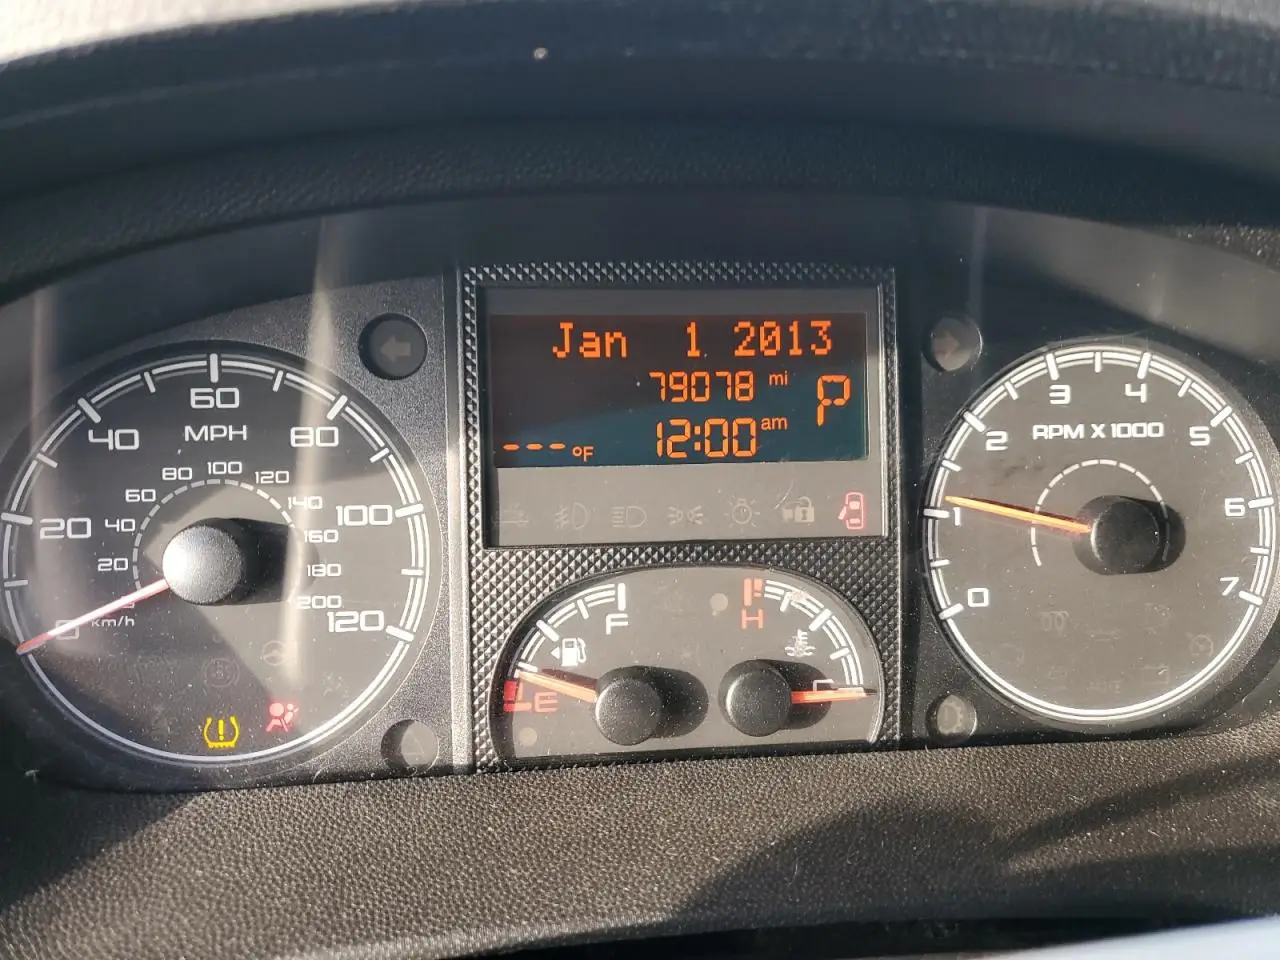 Jan 1 2013
79078 mi
P
---°F 12:00 am
20 40 60 80 100 120
MPH
20 40 60 80 100 120 140 160 180 200
km/h
F
E
H
C
0 1 2 3 4 5 6 7
RPM X 1000